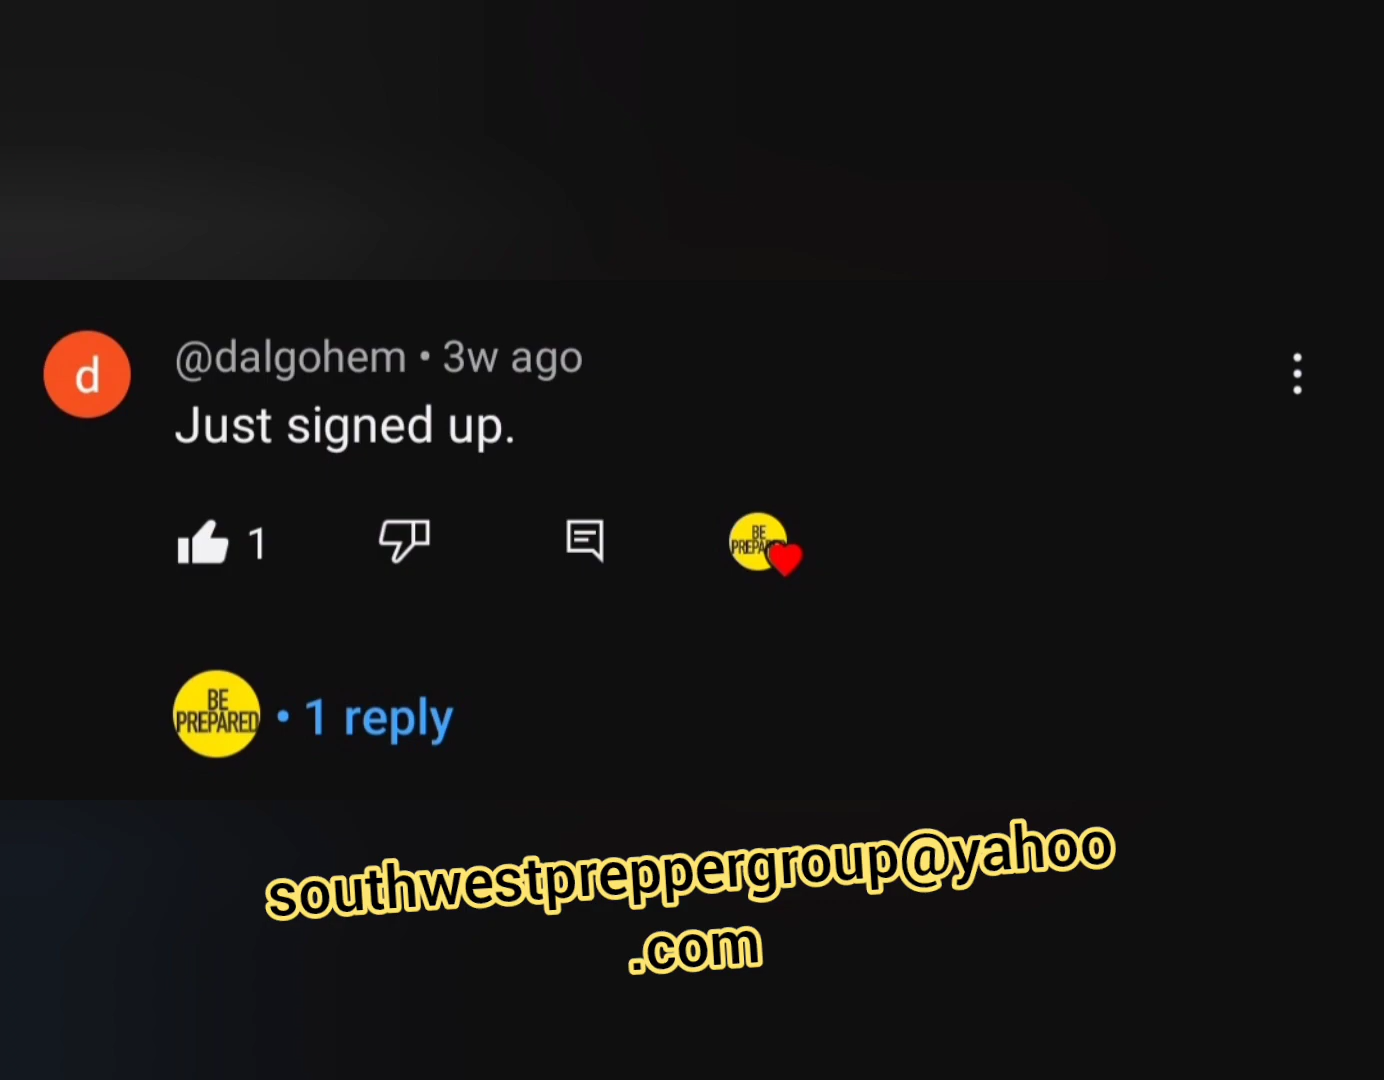 d
@dalgohem • 3w ago
Just signed up.
1
BE
PREPARED
• 1 reply
southwestpreppergroup@yahoo
.com